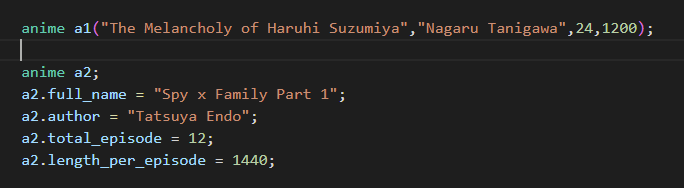 anime a1("The Melancholy of Haruhi Suzumiya","Nagaru Tanigawa",24,1200);
anime a2;
a2.full_name = "Spy x Family Part 1";
a2.author = "Tatsuya Endo";
a2.total_episode = 12;
a2.length_per_episode = 1440;